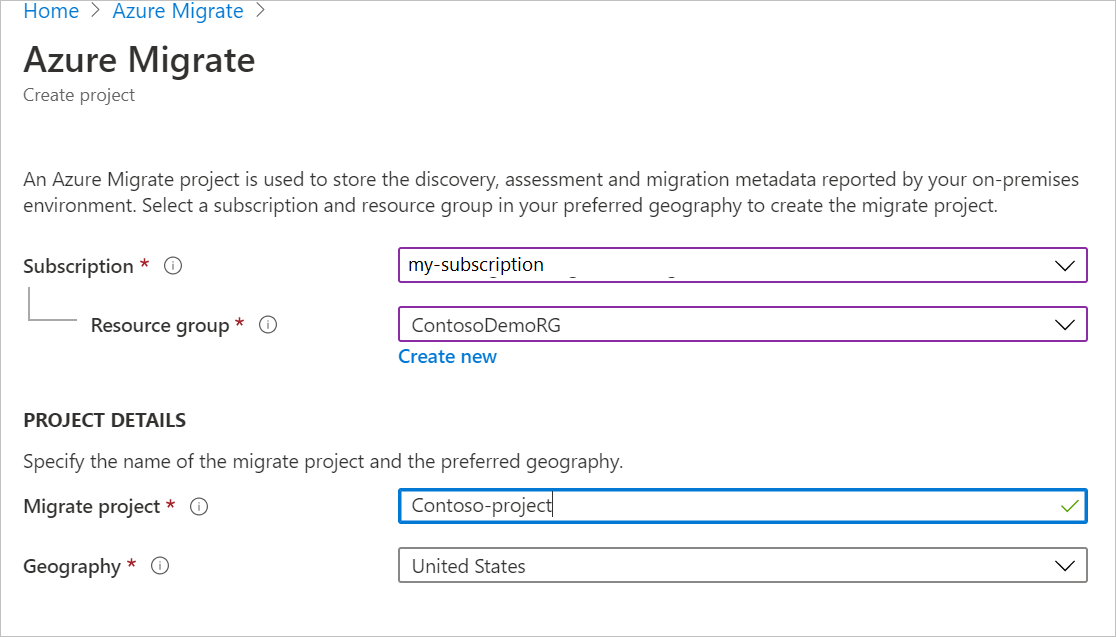 Home > Azure Migrate >
Azure Migrate
Create project
An Azure Migrate project is used to store the discovery, assessment and migration metadata reported by your on-premises
environment. Select a subscription and resource group in your preferred geography to create the migrate project.
Subscription * my-subscription
Resource group * ContosoDemoRG
Create new
PROJECT DETAILS
Specify the name of the migrate project and the preferred geography.
Migrate project * Contoso-project
Geography * United States